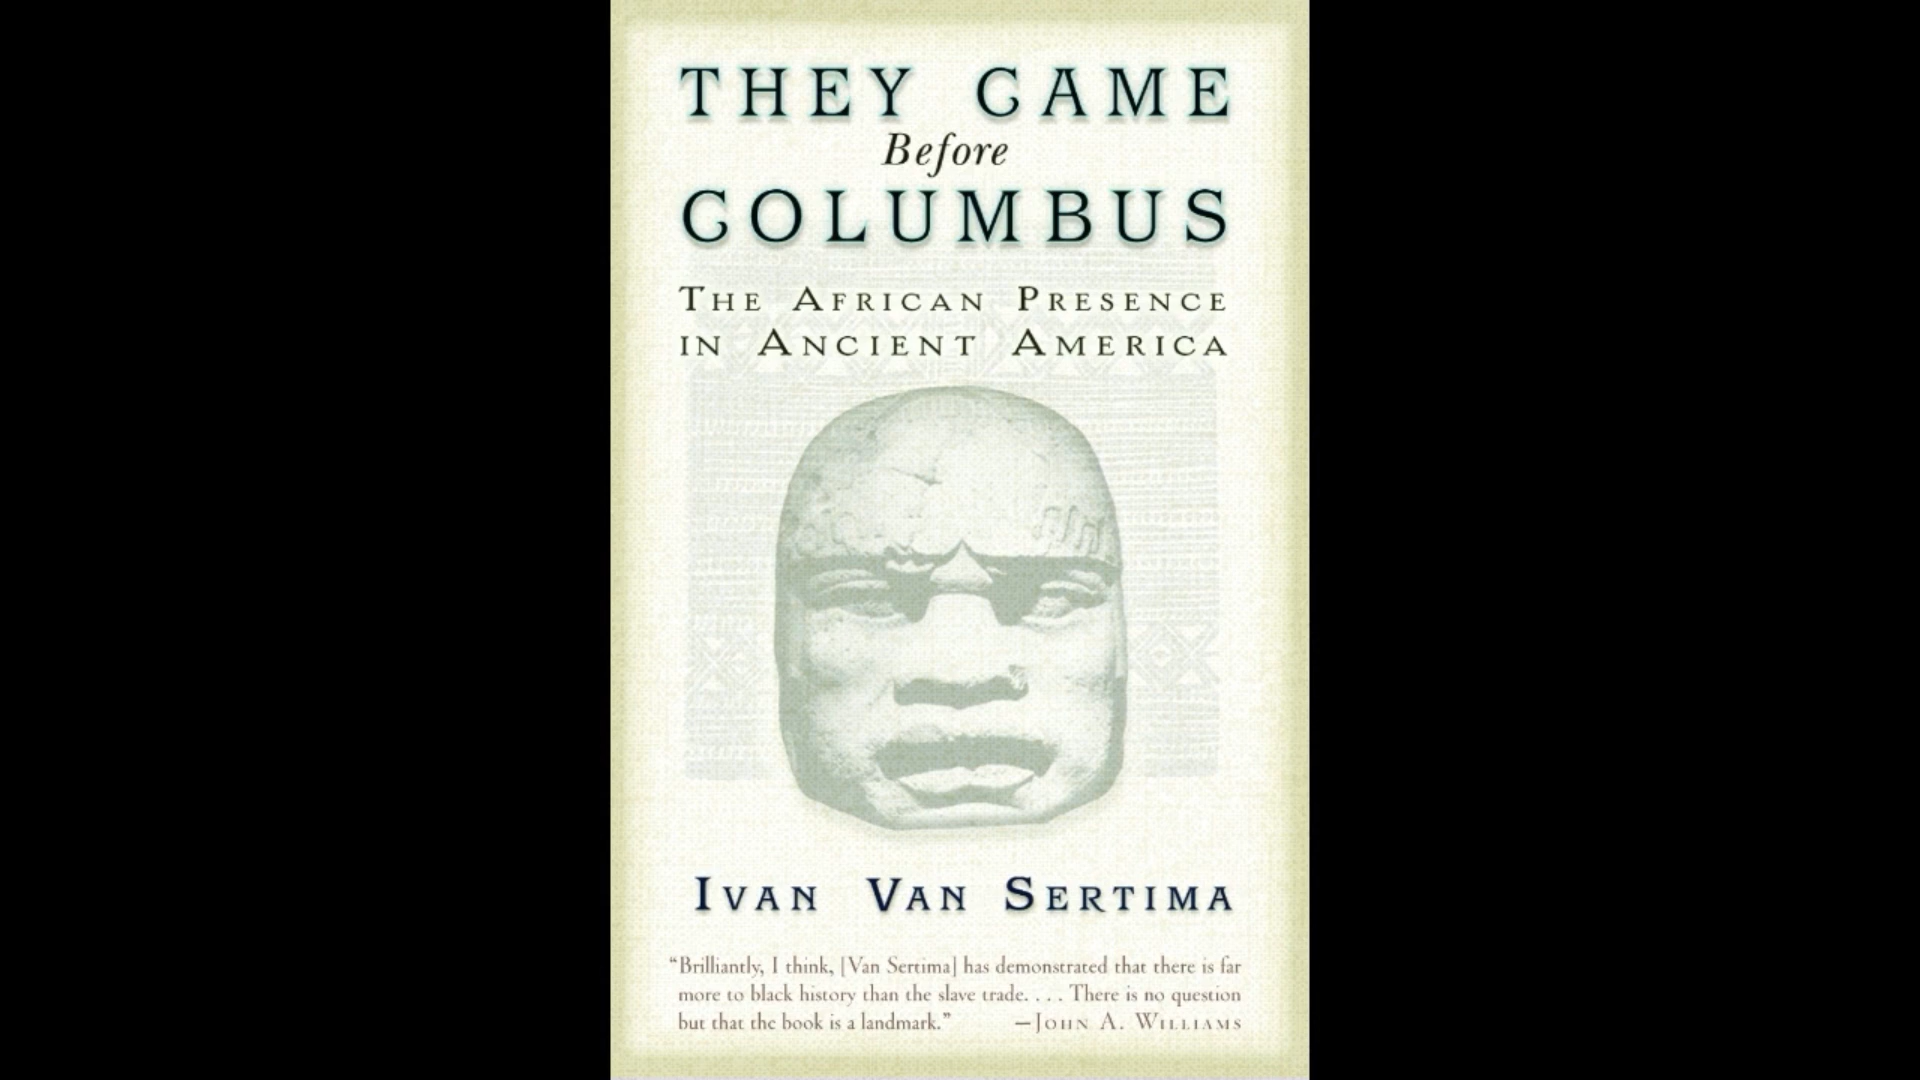 THEY CAME
Before
COLUMBUS
THE AFRICAN PRESENCE
IN ANCIENT AMERICA
IVAN VAN SERTIMA
“Brilliantly, I think, [Van Sertima] has demonstrated that there is far
more to black history than the slave trade. . . . There is no question
but that the book is a landmark.” —JOHN A. WILLIAMS